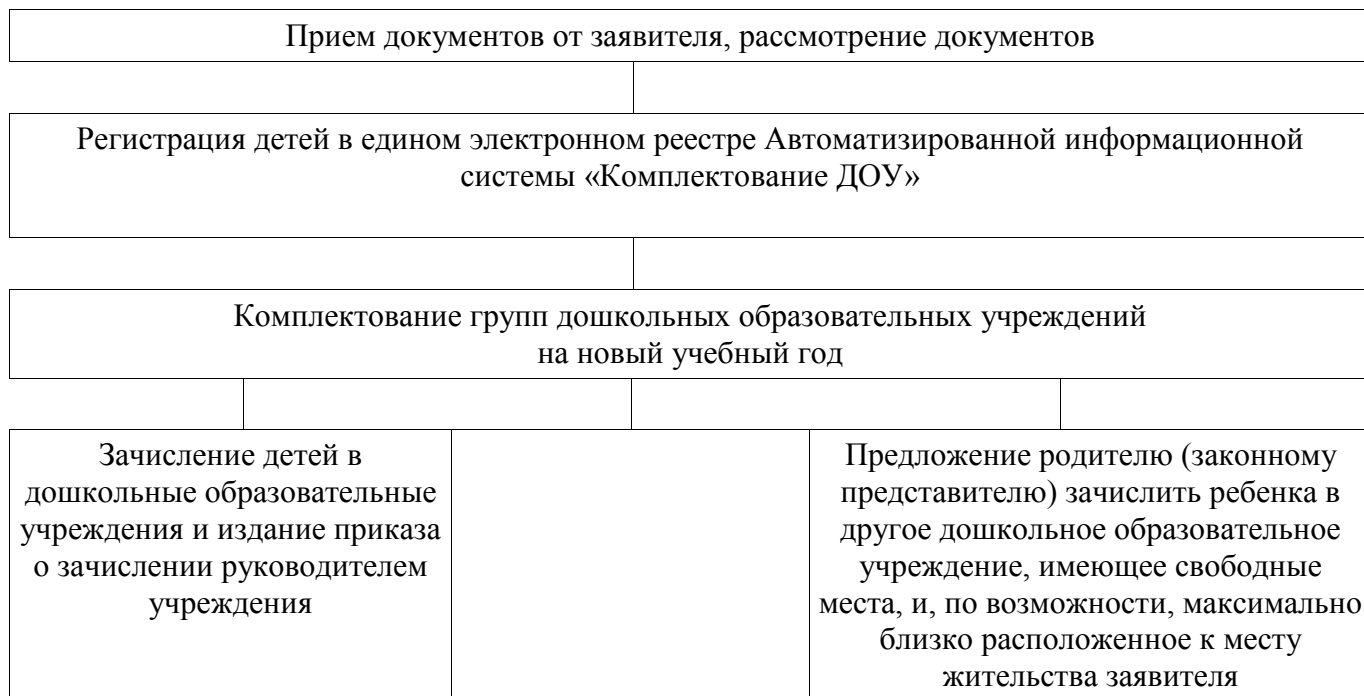 Прием документов от заявителя, рассмотрение документов
Регистрация детей в едином электронном реестре Автоматизированной информационной
системы «Комплектование ДОУ»
Комплектование групп дошкольных образовательных учреждений
на новый учебный год
Зачисление детей в
дошкольные образовательные
учреждения и издание приказа
о зачислении руководителем
учреждения
Предложение родителю (законному
представителю) зачислить ребенка в
другое дошкольное образовательное
учреждение, имеющее свободные
места, и, по возможности, максимально
близко расположенное к месту
жительства заявителя